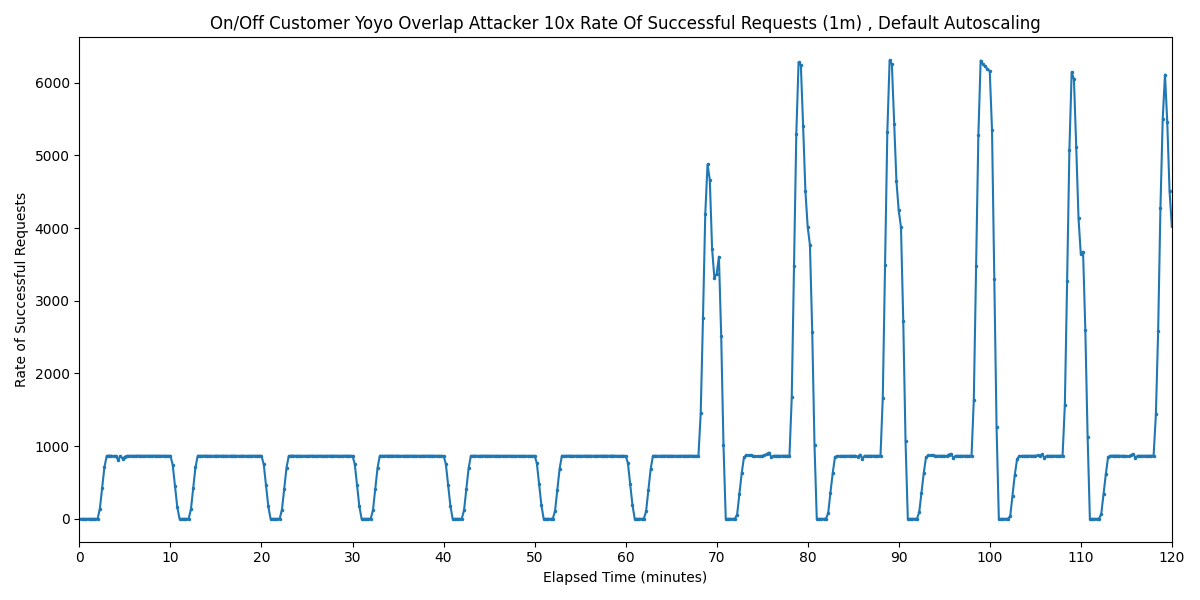 On/Off Customer Yoyo Overlap Attacker 10x Rate Of Successful Requests (1m) , Default Autoscaling
Rate of Successful Requests
6000
5000
4000
3000
2000
1000
0
0 10 20 30 40 50 60 70 80 90 100 110 120
Elapsed Time (minutes)